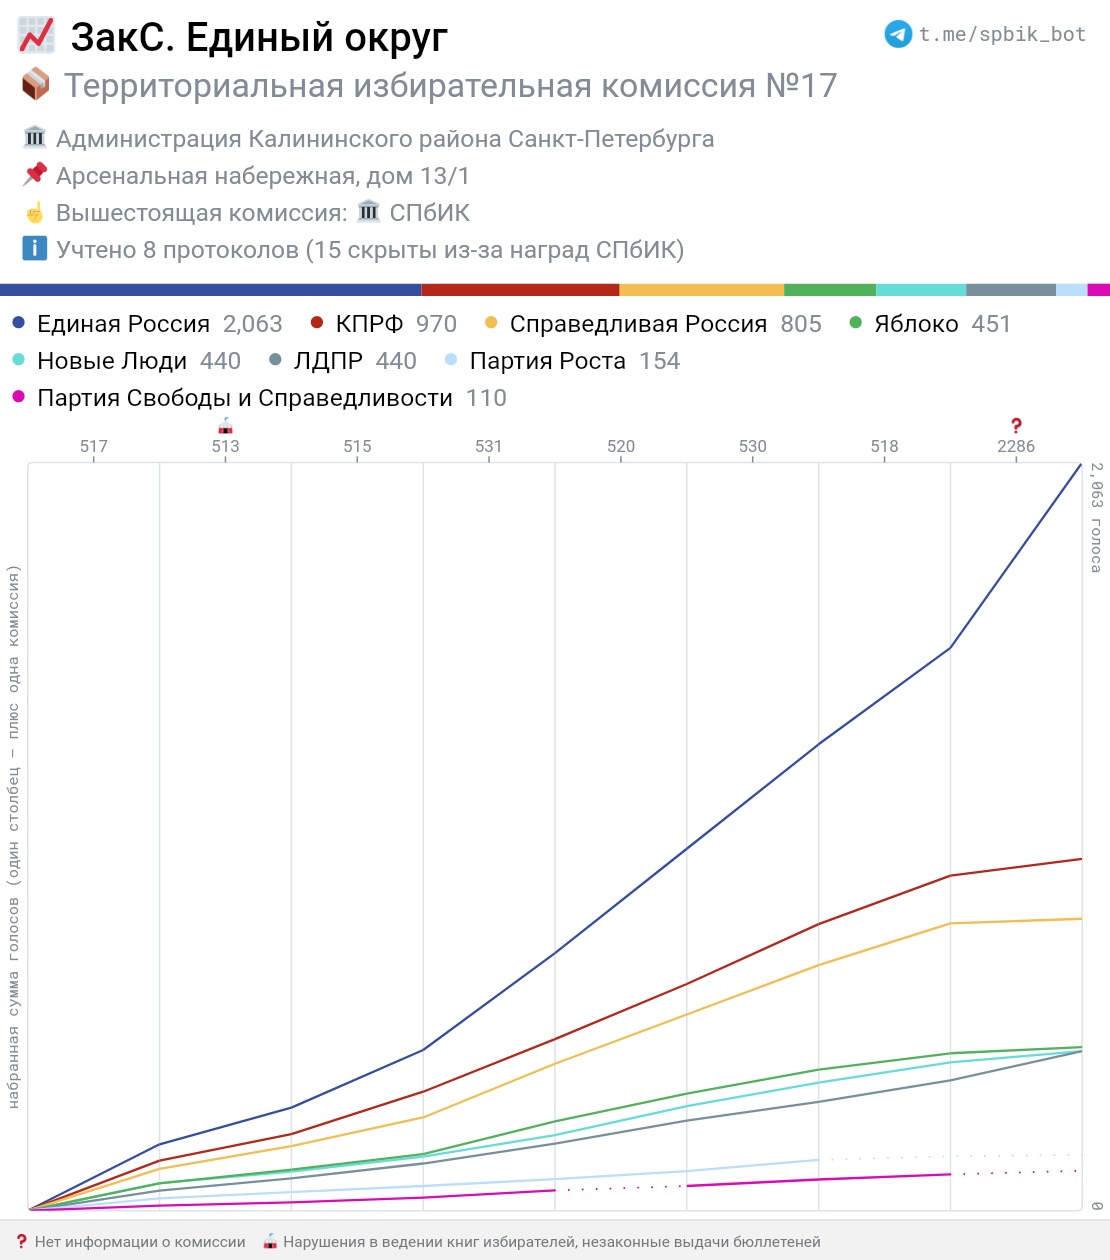 ЗакС. Единый округ
t.me/spbik_bot
Территориальная избирательная комиссия №17
Администрация Калининского района Санкт-Петербурга
Арсенальная набережная, дом 13/1
Вышестоящая комиссия: СПбИК
Учтено 8 протоколов (15 скрыты из-за наград СПбИК)
Единая Россия 2,063 КПРФ 970 Справедливая Россия 805 Яблоко 451
Новые Люди 440 ЛДПР 440 Партия Роста 154
Партия Свободы и Справедливости 110
517 513 515 531 520 530 518 2286
2,063 голоса
набранная сумма голосов (один столбец – плюс одна комиссия)
0
Нет информации о комиссии Нарушения в ведении книг избирателей, незаконные выдачи бюллетеней